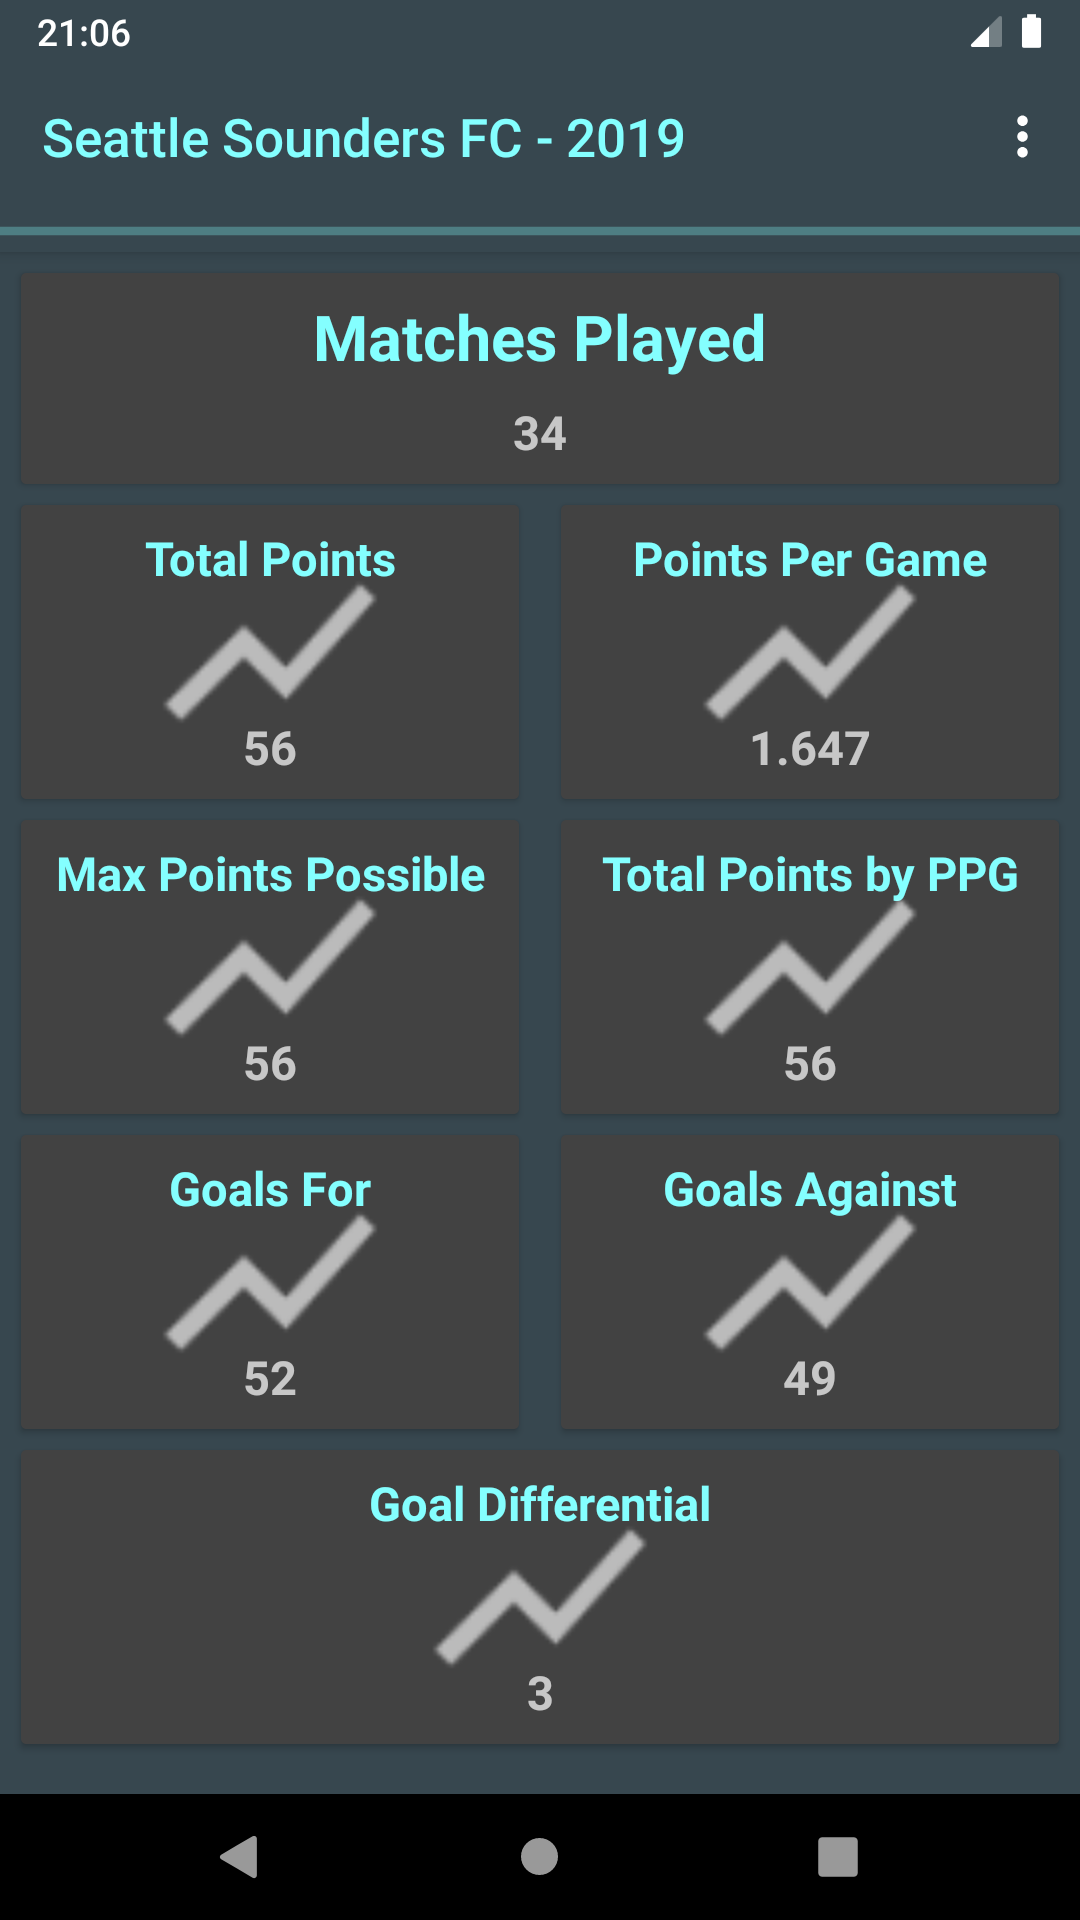 21:06
Seattle Sounders FC - 2019
Matches Played
34
Total Points
56
Points Per Game
1.647
Max Points Possible
56
Total Points by PPG
56
Goals For
52
Goals Against
49
Goal Differential
3